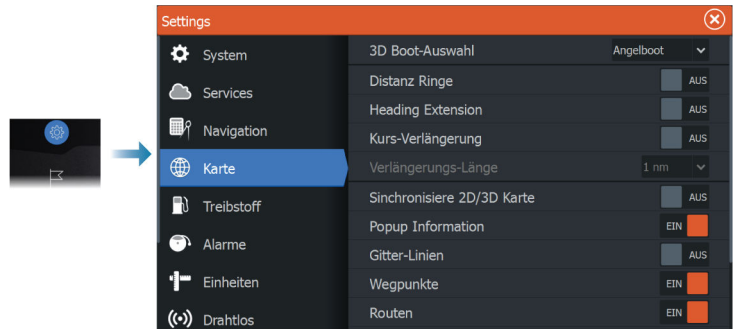 Settings
System
Services
Navigation
Karte
Treibstoff
Alarme
Einheiten
Drahtlos
3D Boot-Auswahl Angelboot
Distanz Ringe AUS
Heading Extension AUS
Kurs-Verlängerung AUS
Verlängerungs-Länge 1 nm
Sinchronisiere 2D/3D Karte AUS
Popup Information EIN
Gitter-Linien AUS
Wegpunkte EIN
Routen EIN